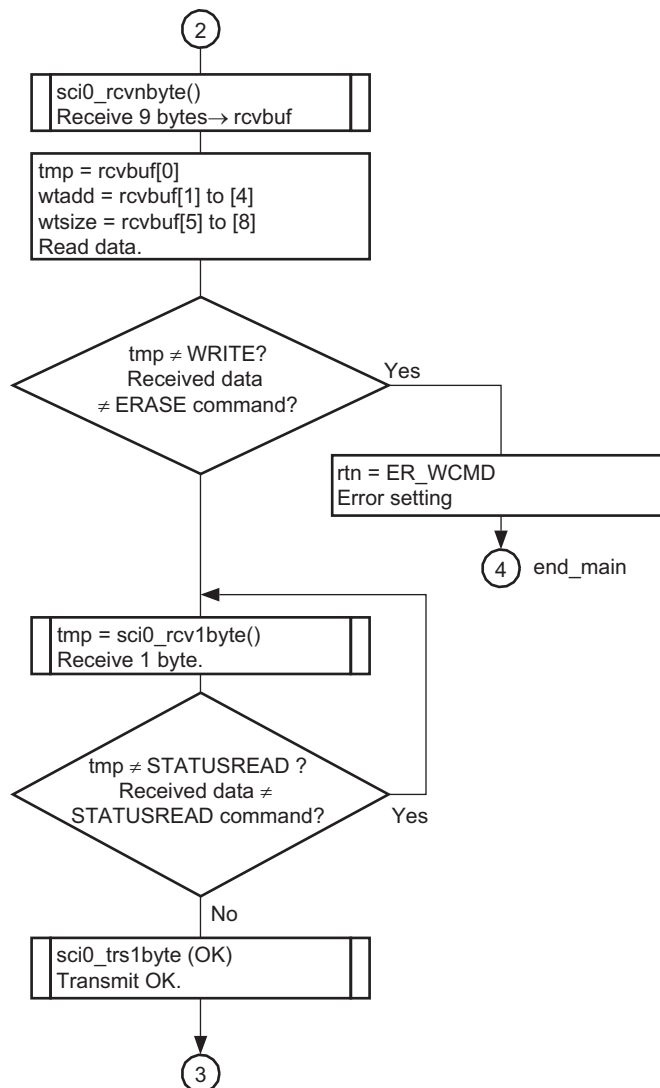 2
sci0_rcvnbyte()
Receive 9 bytes→ rcvbuf
tmp = rcvbuf[0]
wtadd = rcvbuf[1] to [4]
wtsize = rcvbuf[5] to [8]
Read data.
tmp ≠ WRITE?
Received data
≠ ERASE command?
Yes
rtn = ER_WCMD
Error setting
4 end_main
tmp = sci0_rcv1byte()
Receive 1 byte.
tmp ≠ STATUSREAD ?
Received data ≠
STATUSREAD command?
Yes
No
sci0_trs1byte (OK)
Transmit OK.
3